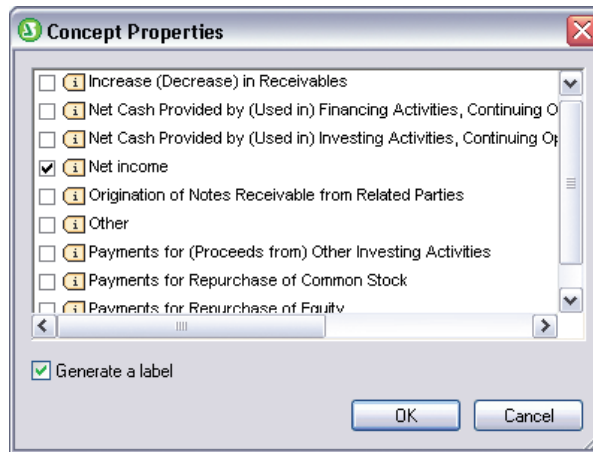 Concept Properties
Increase (Decrease) in Receivables
Net Cash Provided by (Used in) Financing Activities, Continuing O
Net Cash Provided by (Used in) Investing Activities, Continuing Op
Net income
Origination of Notes Receivable from Related Parties
Other
Payments for (Proceeds from) Other Investing Activities
Payments for Repurchase of Common Stock
Payments for Repurchase of Equity
Generate a label
OK Cancel